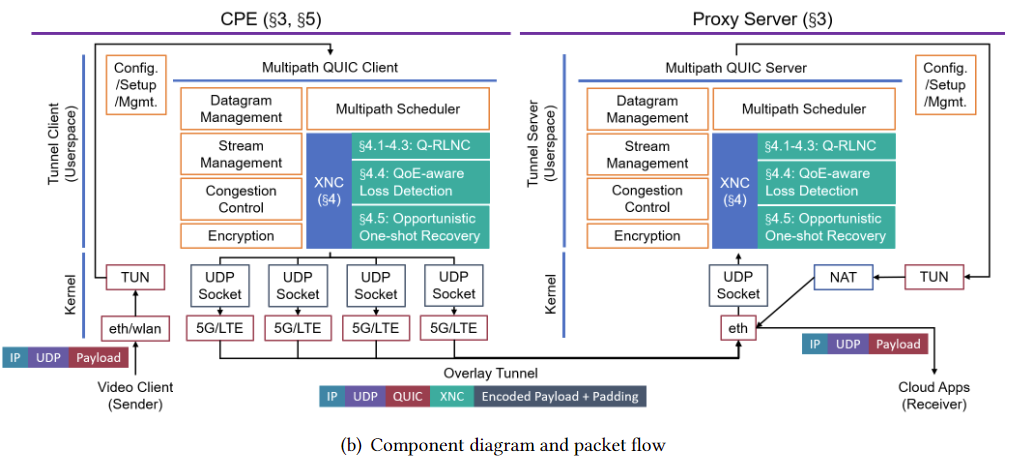 CPE (§3, §5)
Proxy Server (§3)
Tunnel Client
(Userspace)
Config.
/Setup
/Mgmt.
Multipath QUIC Client
Datagram
Management
Multipath Scheduler
Stream
Management
Congestion
Control
Encryption
XNC
(§4)
§4.1-4.3: Q-RLNC
§4.4: QoE-aware
Loss Detection
§4.5: Opportunistic
One-shot Recovery
Kernel
TUN
eth/wlan
UDP
Socket
UDP
Socket
UDP
Socket
UDP
Socket
5G/LTE
5G/LTE
5G/LTE
5G/LTE
IP UDP Payload
Video Client
(Sender)
Overlay Tunnel
IP UDP QUIC XNC Encoded Payload + Padding
Tunnel Server
(Userspace)
Multipath QUIC Server
Config.
/Setup
/Mgmt.
Datagram
Management
Multipath Scheduler
Stream
Management
Congestion
Control
Encryption
XNC
(§4)
§4.1-4.3: Q-RLNC
§4.4: QoE-aware
Loss Detection
§4.5: Opportunistic
One-shot Recovery
Kernel
UDP
Socket
NAT
TUN
eth
IP UDP Payload
Cloud Apps
(Receiver)
(b) Component diagram and packet flow